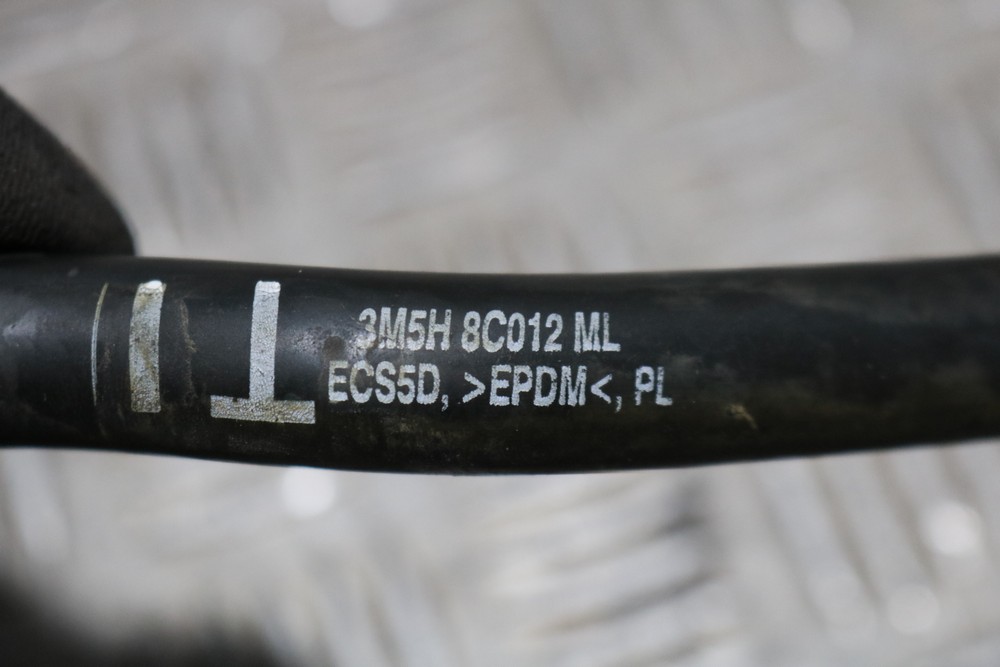 3M5H 8C012 ML
ECS5D, >EPDM<, PL